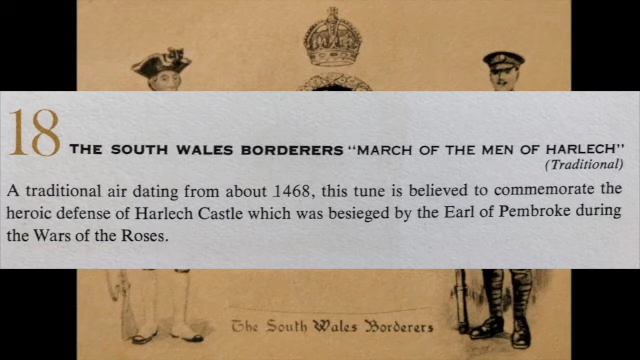 18
THE SOUTH WALES BORDERERS "MARCH OF THE MEN OF HARLECH"
(Traditional)
A traditional air dating from about 1468, this tune is believed to commemorate the
heroic defense of Harlech Castle which was besieged by the Earl of Pembroke during
the Wars of the Roses.
The South Wales Borderers